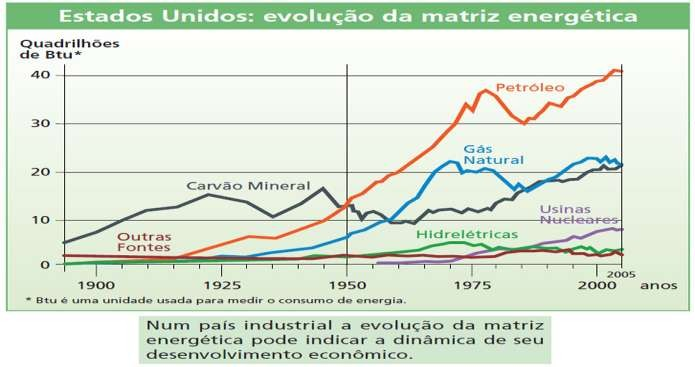 Estados Unidos: evolução da matriz energética
Quadrilhões
de Btu*
40
30
20
10
0
Petróleo
Gás
Natural
Carvão Mineral
Usinas
Nucleares
Hidrelétricas
Outras
Fontes
1900
1925
1950
1975
2000
2005
anos
* Btu é uma unidade usada para medir o consumo de energia.
Num país industrial a evolução da matriz
energética pode indicar a dinâmica de seu
desenvolvimento econômico.